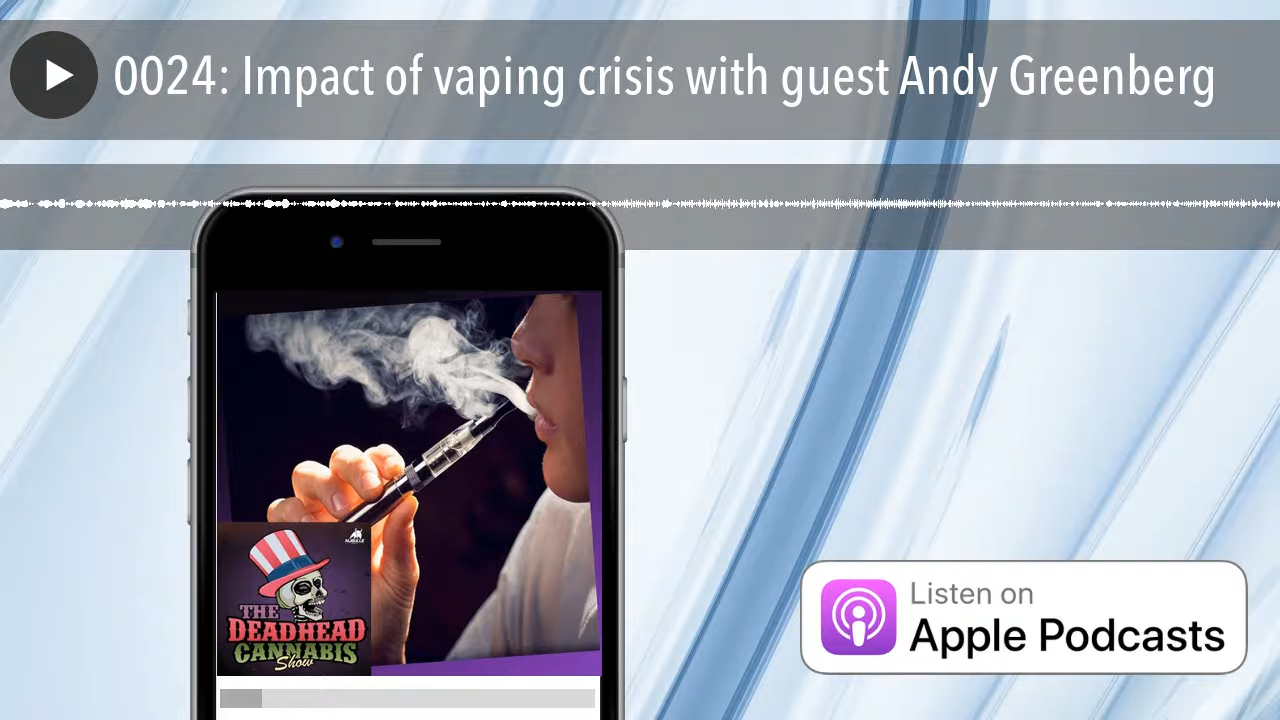 0024: Impact of vaping crisis with guest Andy Greenberg
THE
DEADHEAD
CANNABIS
Show
Listen on
Apple Podcasts